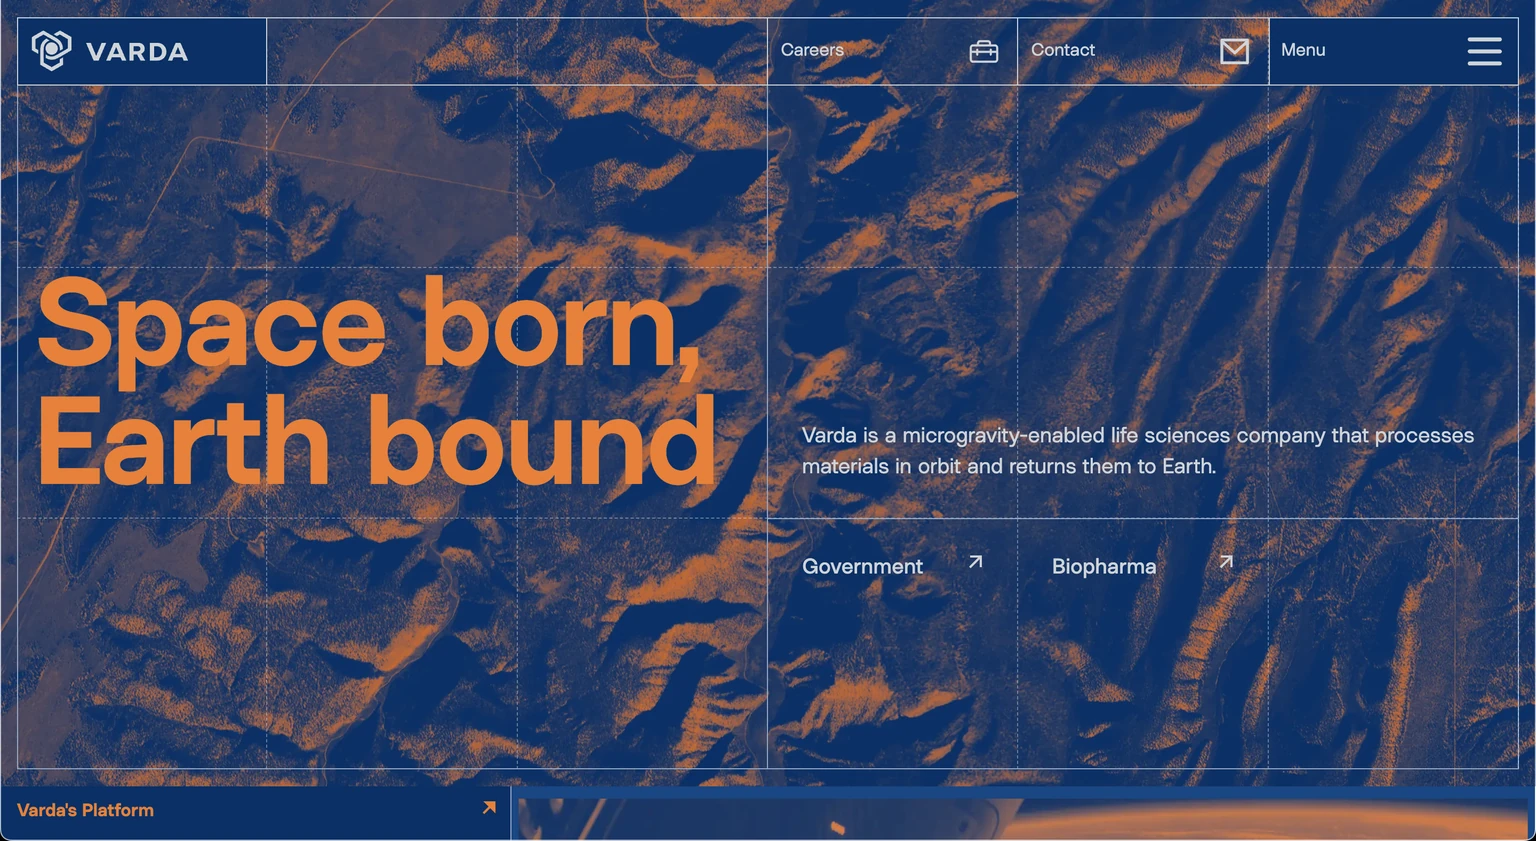 VARDA
Careers
Contact
Menu
Space born,
Earth bound
Varda is a microgravity-enabled life sciences company that processes
materials in orbit and returns them to Earth.
Government
Biopharma
Varda's Platform